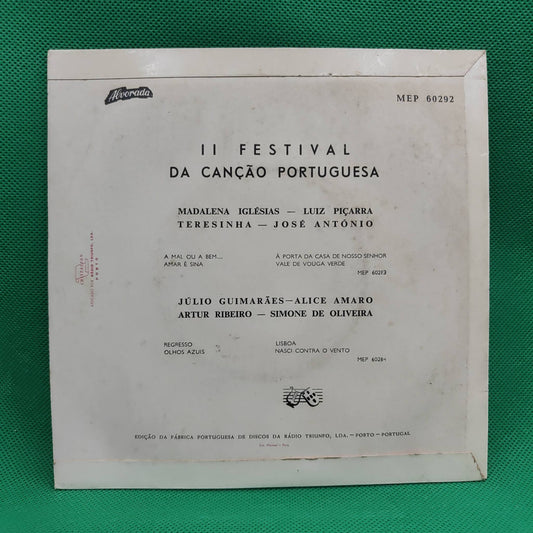 Alvorada
MEP 60292
II FESTIVAL
DA CANÇÃO PORTUGUESA
MADALENA IGLÉSIAS — LUIZ PIÇARRA
TERESINHA — JOSÉ ANTÓNIO
A MAL OU A BEM...
AMAR É SINA
À PORTA DA CASA DE NOSSO SENHOR
VALE DE VOUGA VERDE
MEP 60283
JÚLIO GUIMARÃES — ALICE AMARO
ARTUR RIBEIRO — SIMONE DE OLIVEIRA
REGRESSO
OLHOS AZUIS
LISBOA
NASCI CONTRA O VENTO
MEP 60284
EDIÇÃO DA FÁBRICA PORTUGUESA DE DISCOS DA RÁDIO TRIUNFO, LDA. — PORTO — PORTUGAL